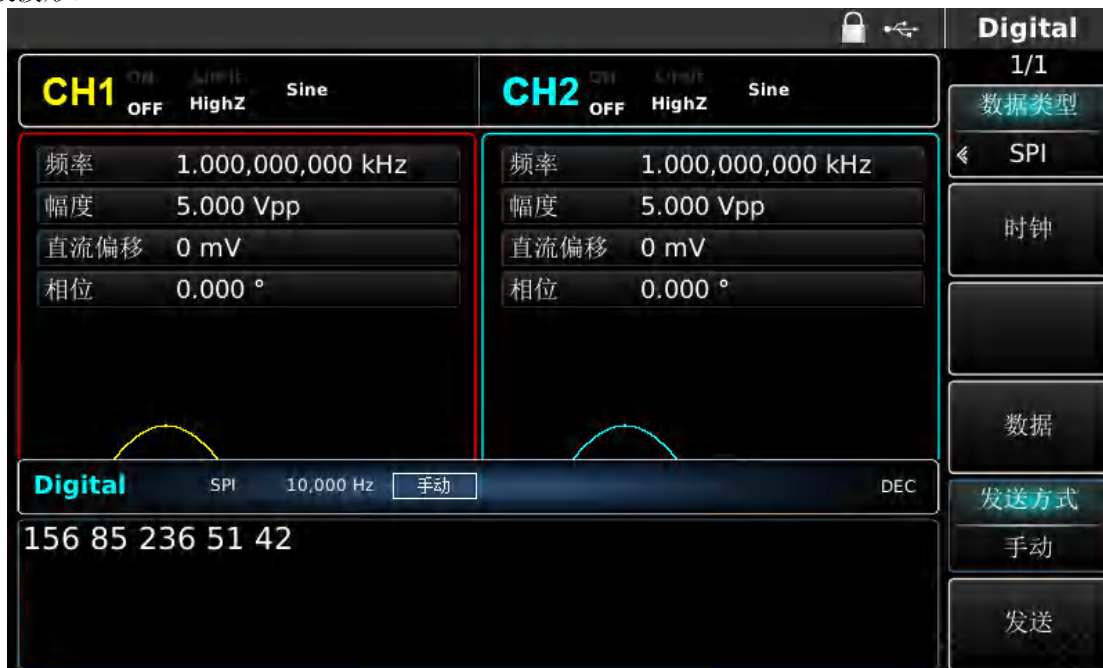 Digital
1/1
CH1 ON OFF Limit HighZ Sine
CH2 ON OFF Limit HighZ Sine
数据类型
SPI
频率 1.000,000,000 kHz
幅度 5.000 Vpp
直流偏移 0 mV
相位 0.000 °
频率 1.000,000,000 kHz
幅度 5.000 Vpp
直流偏移 0 mV
相位 0.000 °
时钟
数据
Digital SPI 10,000 Hz 手动 DEC
156 85 236 51 42
发送方式
手动
发送